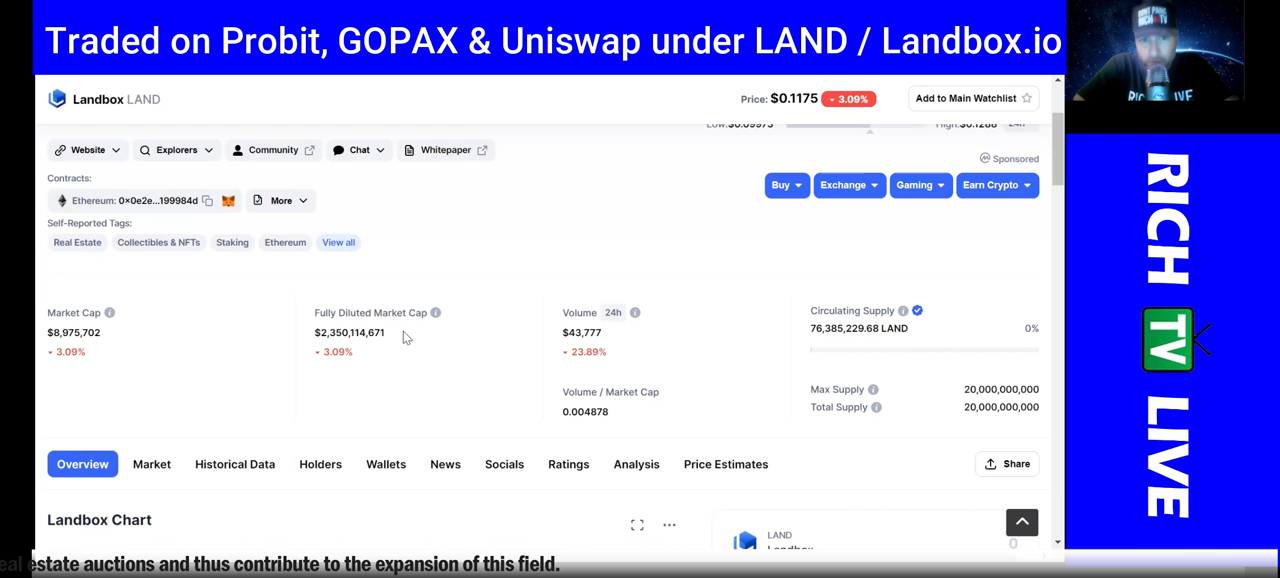 Traded on Probit, GOPAX & Uniswap under LAND / Landbox.io
Landbox LAND
Price: $0.1175 3.09%
Add to Main Watchlist
Low:$0.09973
High:$0.1288 24h
Website
Explorers
Community
Chat
Whitepaper
Sponsored
Contracts:
Buy
Exchange
Gaming
Earn Crypto
Ethereum: 0x0e2e...199984d
More
Self-Reported Tags:
Real Estate
Collectibles & NFTs
Staking
Ethereum
View all
Market Cap
$8,975,702
3.09%
Fully Diluted Market Cap
$2,350,114,671
3.09%
Volume 24h
$43,777
23.89%
Volume / Market Cap
0.004878
Circulating Supply
76,385,229.68 LAND 0%
Max Supply 20,000,000,000
Total Supply 20,000,000,000
Overview
Market
Historical Data
Holders
Wallets
News
Socials
Ratings
Analysis
Price Estimates
Share
Landbox Chart
LAND
Landbox
0
real estate auctions and thus contribute to the expansion of this field.
RICH
TV
LIVE